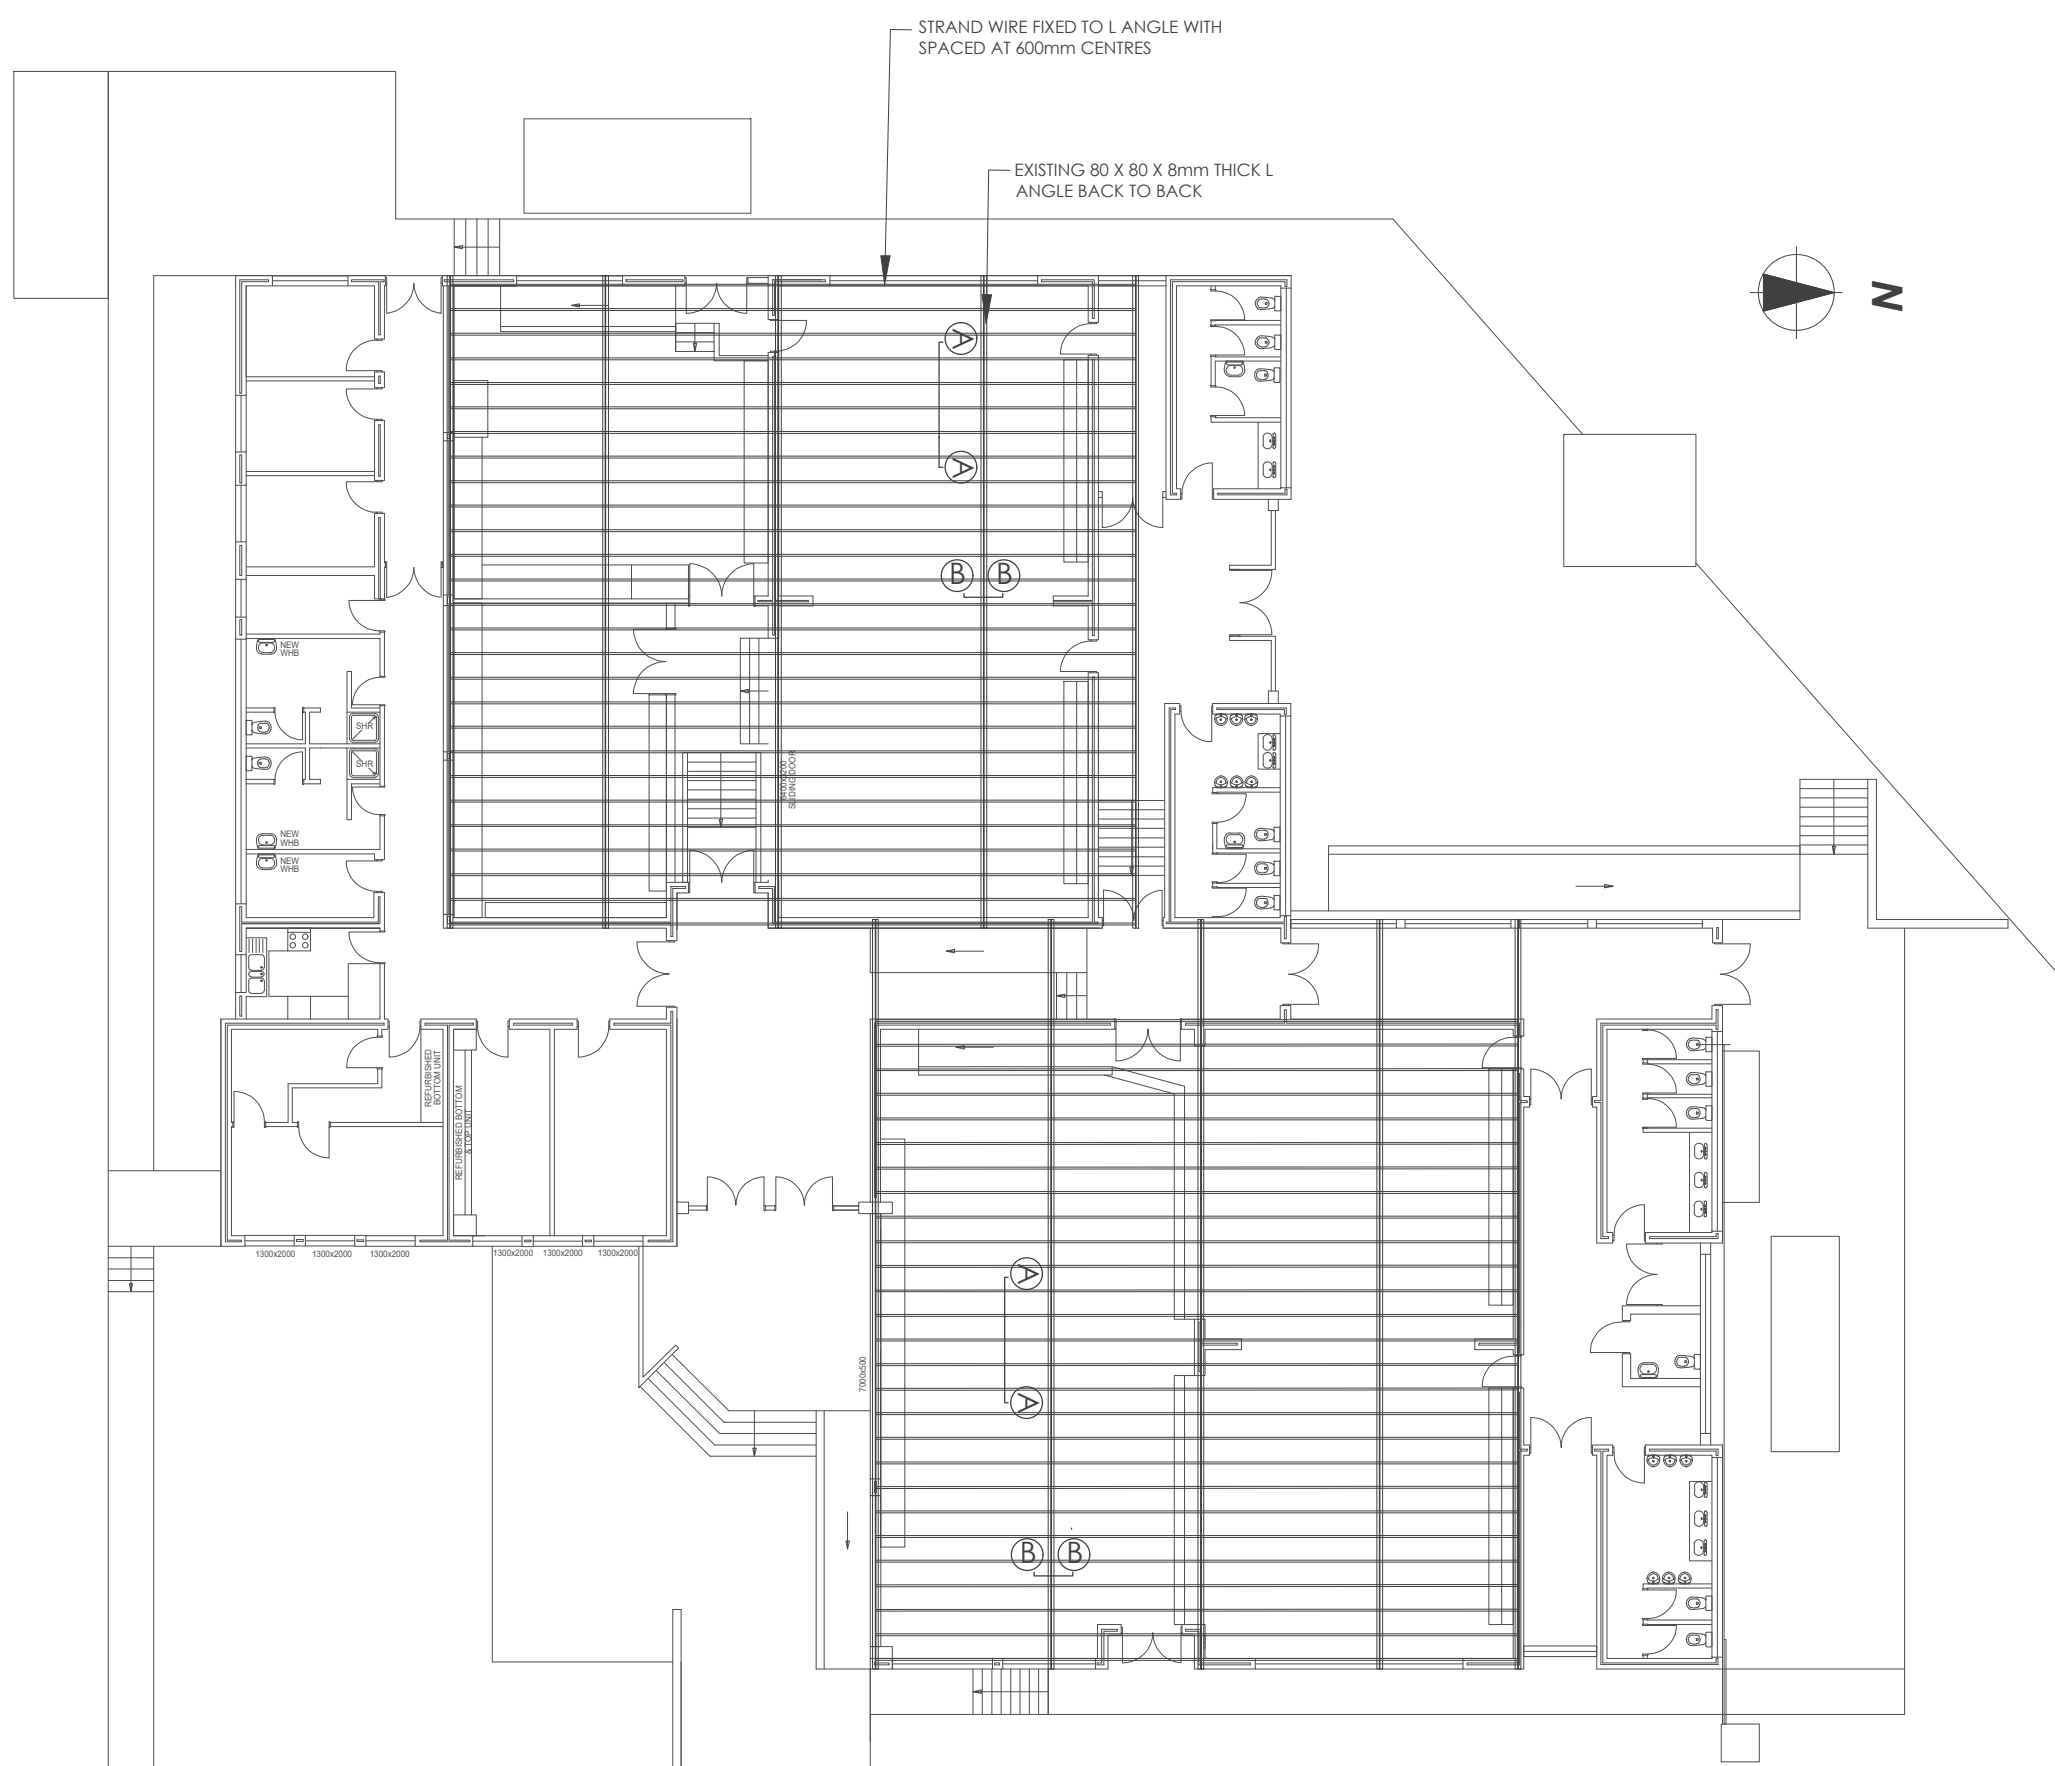 STRAND WIRE FIXED TO L ANGLE WITH
SPACED AT 600mm CENTRES
EXISTING 80 X 80 X 8mm THICK L
ANGLE BACK TO BACK
N
A
A
B B
NEW
WHB
SHR
SHR
SLIDING DOOR
NEW
WHB
NEW
WHB
REFURBISHED
BOTTOM UNIT
REFURBISHED BOTTOM
& TOP UNIT
1300x2000 1300x2000 1300x2000 1300x2000 1300x2000 1300x2000
A
7000x500
A
B B